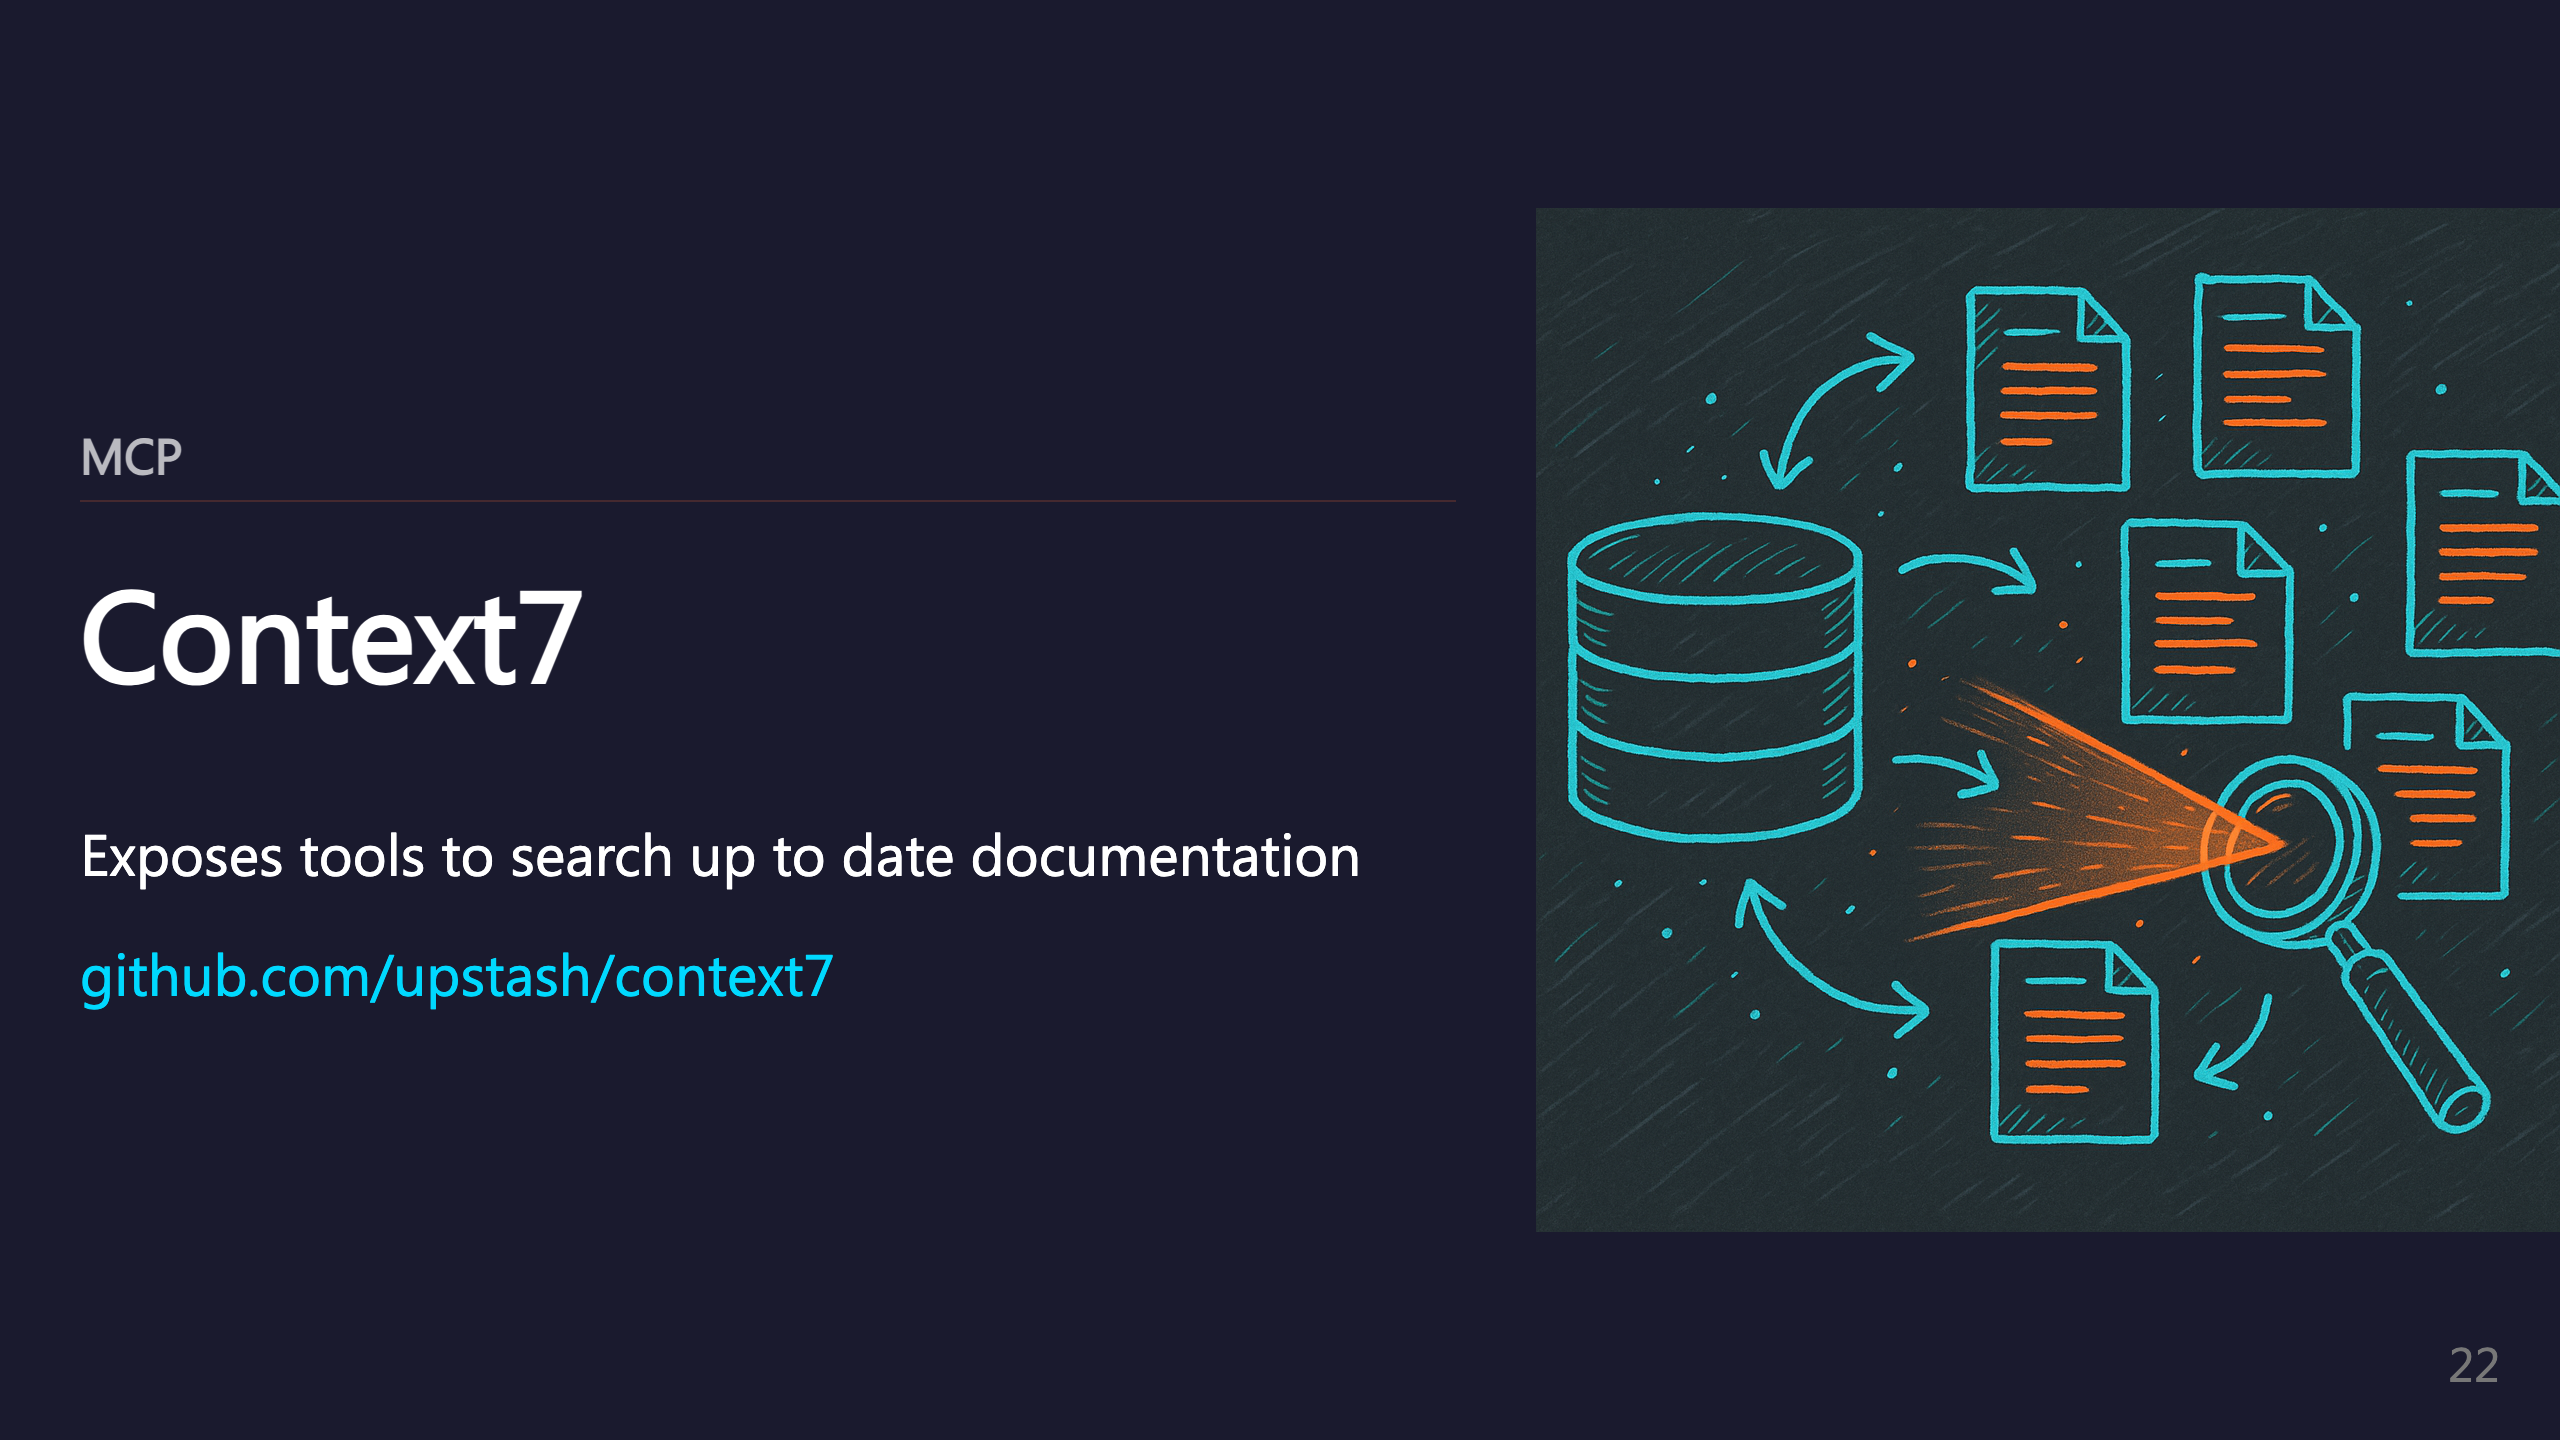 MCP
Context7
Exposes tools to search up to date documentation
github.com/upstash/context7
22